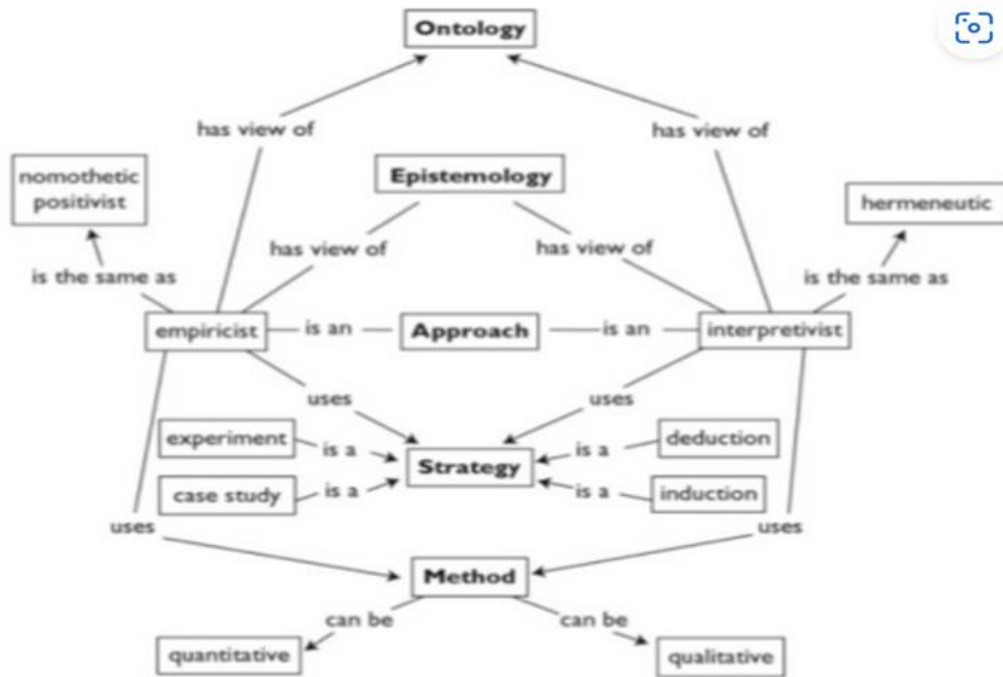 Ontology
has view of
has view of
nomothetic
positivist
Epistemology
hermeneutic
has view of
has view of
is the same as
is the same as
empiricist
is an
Approach
is an
interpretivist
uses
uses
experiment
is a
Strategy
is a
deduction
case study
is a
is a
induction
uses
uses
Method
can be
can be
quantitative
qualitative